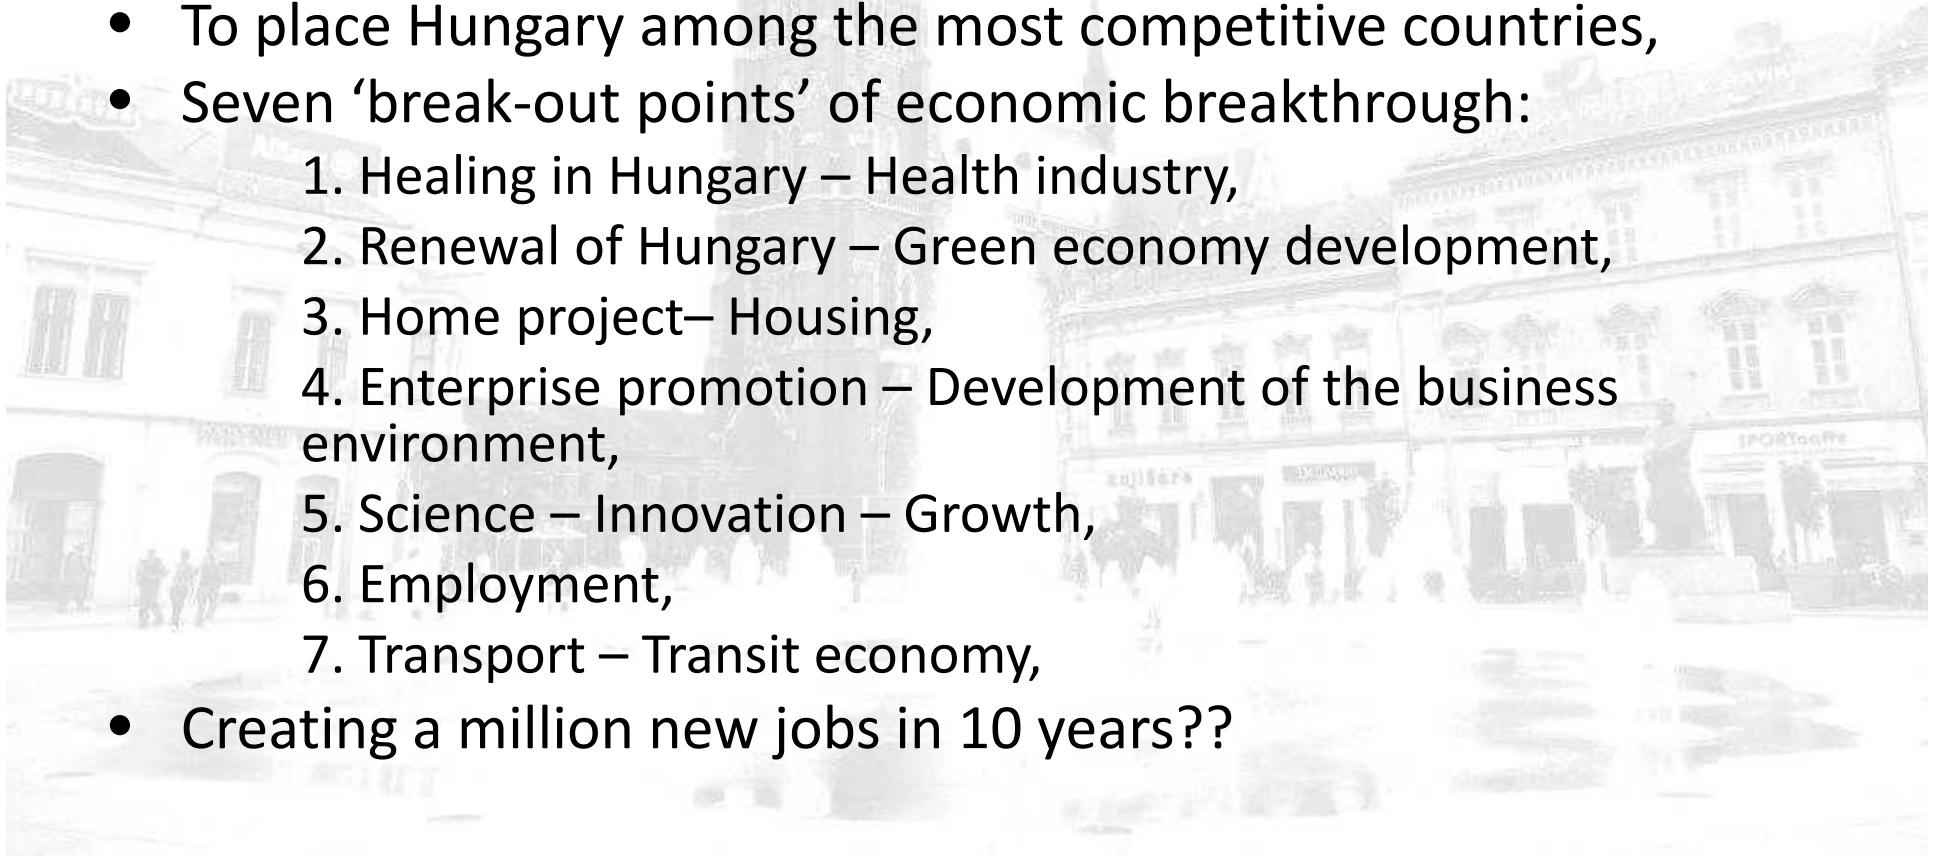 • To place Hungary among the most competitive countries,
• Seven ‘break-out points’ of economic breakthrough:
1. Healing in Hungary – Health industry,
2. Renewal of Hungary – Green economy development,
3. Home project– Housing,
4. Enterprise promotion – Development of the business
environment,
5. Science – Innovation – Growth,
6. Employment,
7. Transport – Transit economy,
• Creating a million new jobs in 10 years??